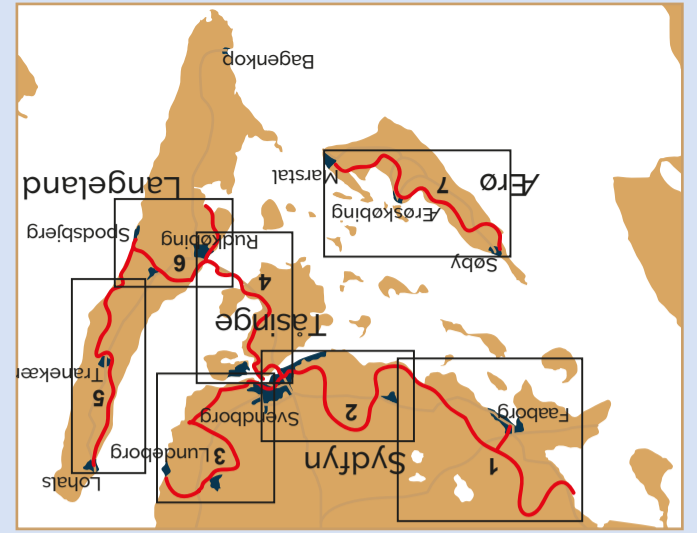 Lohals
1
Sydfyn
3
Lundeborg
Faaborg
2
Svendborg
5
Tranekær
Tåsinge
4
Søby
6
Rudkøbing
Spodsbjerg
Ærøskøbing
Ærø
7
Marstal
Langeland
Bagenkop